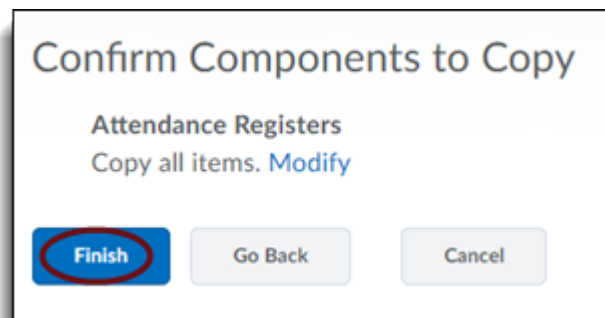 Confirm Components to Copy
Attendance Registers
Copy all items. Modify
Finish Go Back Cancel